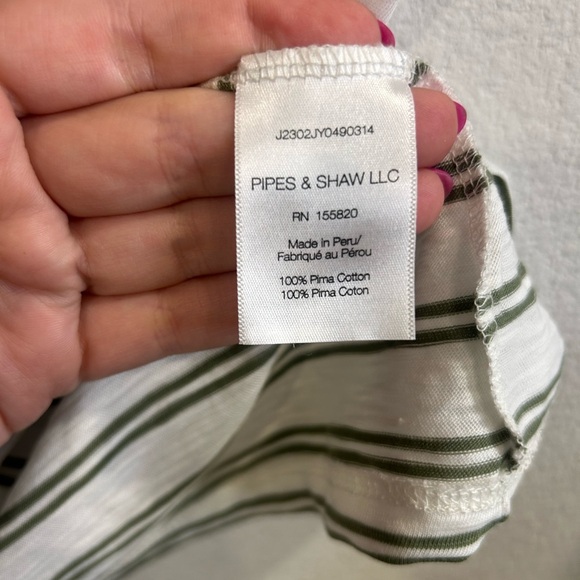 J2302JY0490314
PIPES & SHAW LLC
RN 155820
Made in Peru/
Fabriqué au Pérou
100% Pima Cotton
100% Pima Coton